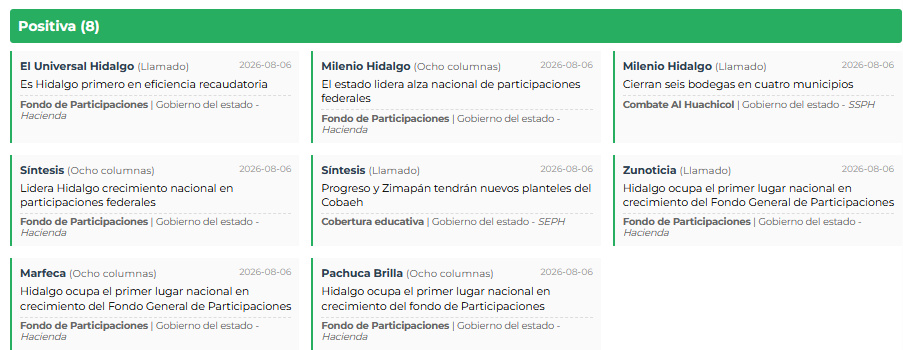 Positiva (8)
El Universal Hidalgo (Llamado) 2026-08-06
Es Hidalgo primero en eficiencia recaudatoria
Fondo de Participaciones | Gobierno del estado -
Hacienda
Milenio Hidalgo (Ocho columnas) 2026-08-06
El estado lidera alza nacional de participaciones
federales
Fondo de Participaciones | Gobierno del estado -
Hacienda
Milenio Hidalgo (Llamado) 2026-08-06
Cierran seis bodegas en cuatro municipios
Combate Al Huachicol | Gobierno del estado - SSPH
Síntesis (Ocho columnas) 2026-08-06
Lidera Hidalgo crecimiento nacional en
participaciones federales
Fondo de Participaciones | Gobierno del estado -
Hacienda
Síntesis (Llamado) 2026-08-06
Progreso y Zimapán tendrán nuevos planteles del
Cobaeh
Cobertura educativa | Gobierno del estado - SEPH
Zunoticia (Llamado) 2026-08-06
Hidalgo ocupa el primer lugar nacional en
crecimiento del Fondo General de Participaciones
Fondo de Participaciones | Gobierno del estado -
Hacienda
Marfeca (Ocho columnas) 2026-08-06
Hidalgo ocupa el primer lugar nacional en
crecimiento del Fondo General de Participaciones
Fondo de Participaciones | Gobierno del estado -
Hacienda
Pachuca Brilla (Ocho columnas) 2026-08-06
Hidalgo ocupa el primer lugar nacional en
crecimiento del fondo de Participaciones
Fondo de Participaciones | Gobierno del estado -
Hacienda